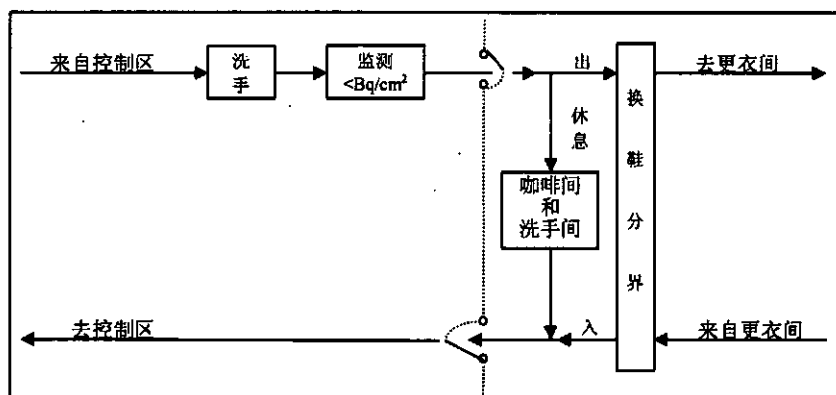 来自控制区
洗
手
监测
<Bq/cm²
出
去更衣间
休
息
换
鞋
分
界
咖啡间
和
洗手间
去控制区
入
来自更衣间